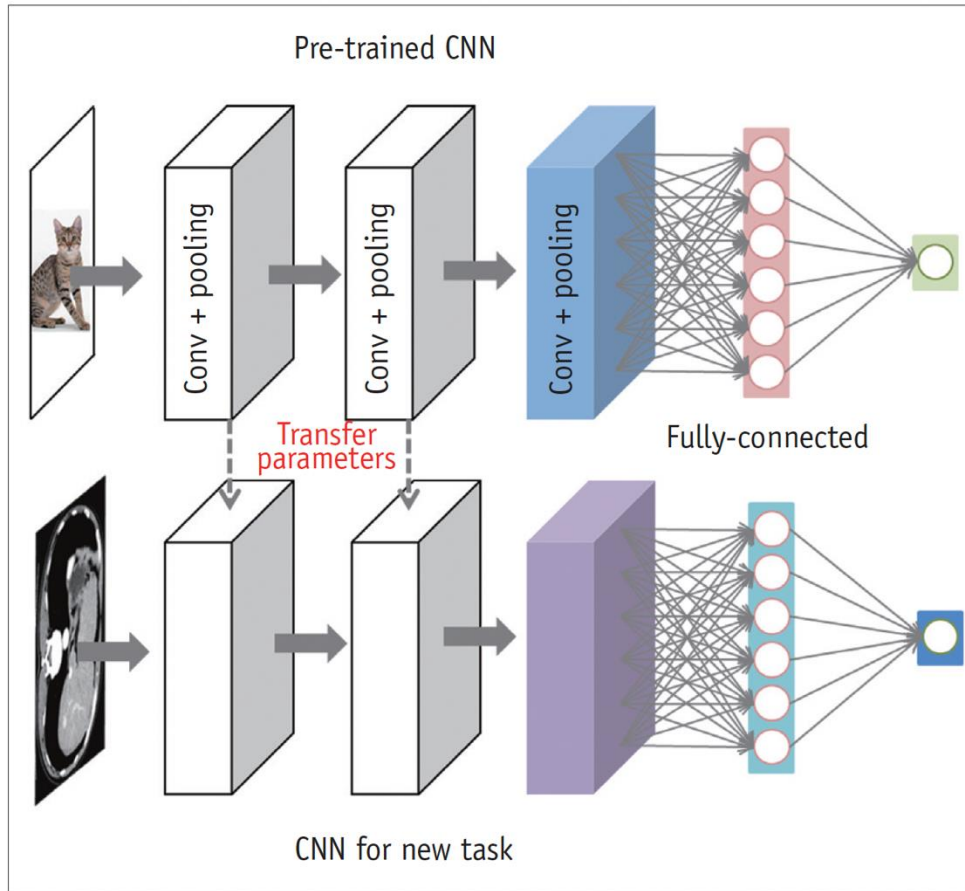 Pre-trained CNN
Conv + pooling
Conv + pooling
Conv + pooling
Transfer
parameters
Fully-connected
CNN for new task